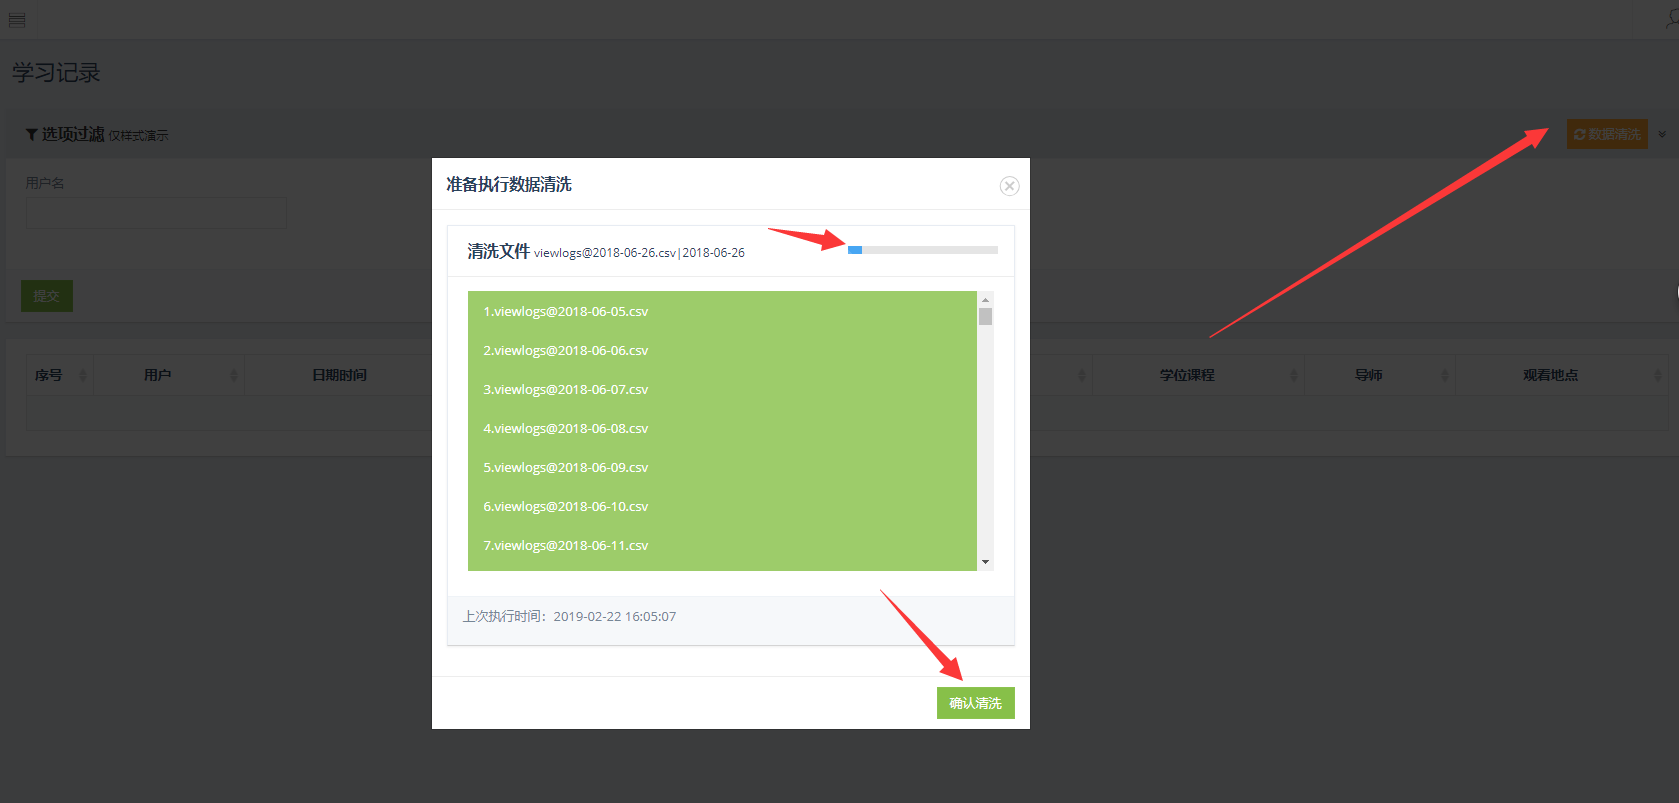 学习记录
选项过滤 仅样式演示
数据清洗
用户名
提交
序号 用户 日期时间 学位课程 导师 观看地点
准备执行数据清洗
清洗文件 viewlogs@2018-06-26.csv|2018-06-26
1.viewlogs@2018-06-05.csv
2.viewlogs@2018-06-06.csv
3.viewlogs@2018-06-07.csv
4.viewlogs@2018-06-08.csv
5.viewlogs@2018-06-09.csv
6.viewlogs@2018-06-10.csv
7.viewlogs@2018-06-11.csv
上次执行时间：2019-02-22 16:05:07
确认清洗